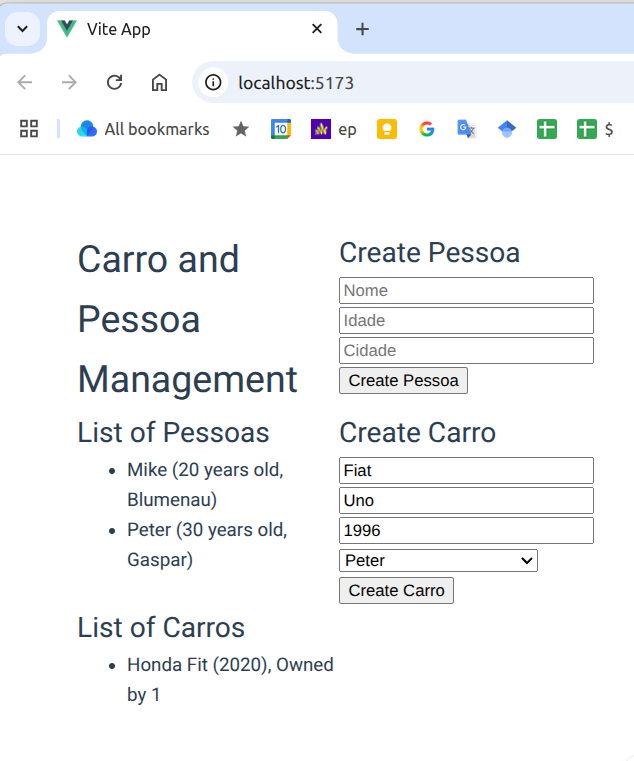 Vite App
localhost:5173
All bookmarks
10
ep
$
Carro and
Pessoa
Management
List of Pessoas
Mike (20 years old,
Blumenau)
Peter (30 years old,
Gaspar)
List of Carros
Honda Fit (2020), Owned
by 1
Create Pessoa
Nome
Idade
Cidade
Create Pessoa
Create Carro
Fiat
Uno
1996
Peter
Create Carro